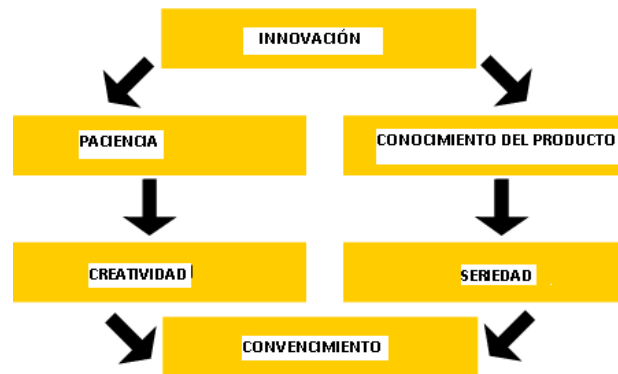 INNOVACIÓN
PACIENCIA
CONOCIMIENTO DEL PRODUCTO
CREATIVIDAD
SERIEDAD
CONVENCIMIENTO